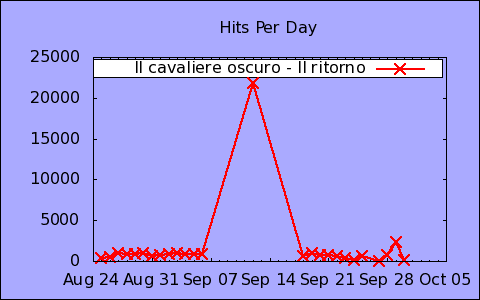 Hits Per Day
25000
Il cavaliere oscuro - Il ritorno
20000
15000
10000
5000
0
Aug 24 Aug 31 Sep 07 Sep 14 Sep 21 Sep 28 Oct 05